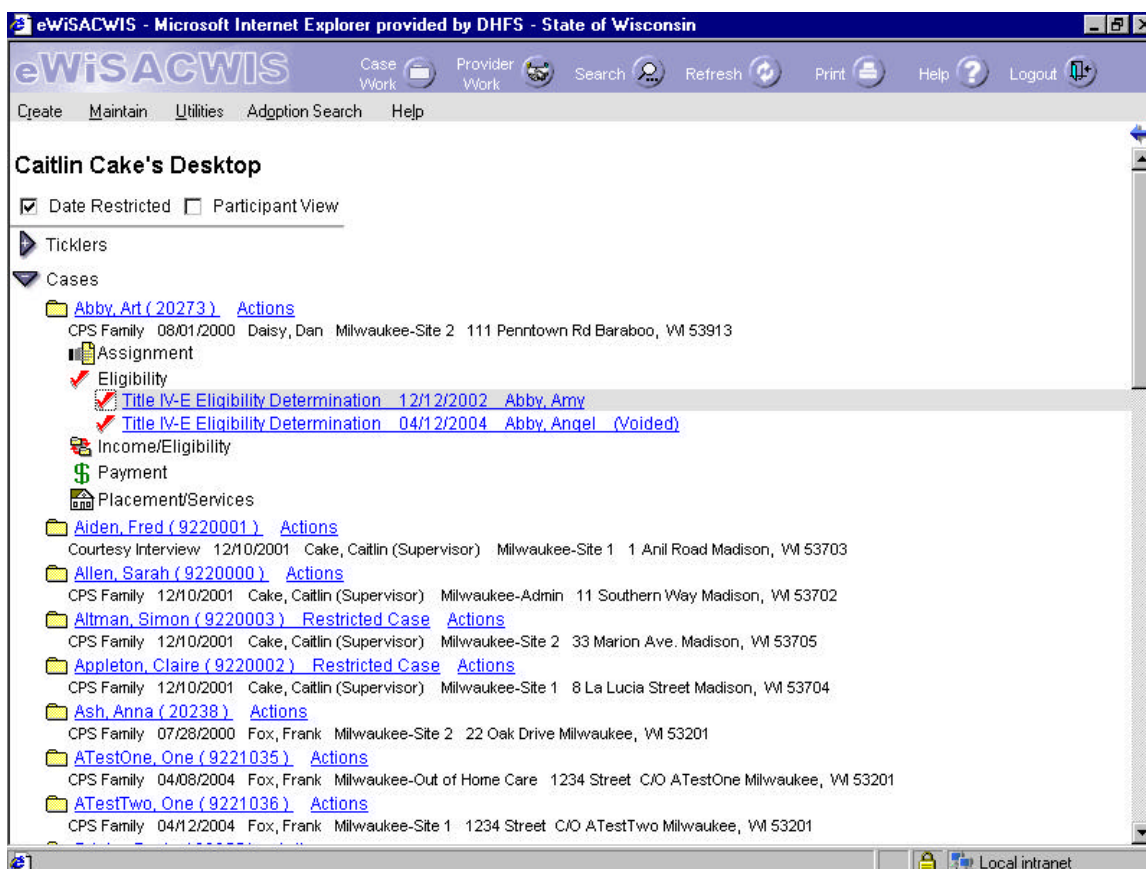 eWiSACWIS - Microsoft Internet Explorer provided by DHFS - State of Wisconsin
eWiSACWIS Case Work Provider Work Search Refresh Print Help Logout
Create Maintain Utilities Adoption Search Help
Caitlin Cake's Desktop
Date Restricted Participant View
Ticklers
Cases
Abby, Art ( 20273 ) Actions
CPS Family 08/01/2000 Daisy, Dan Milwaukee-Site 2 111 Penntown Rd Baraboo, WI 53913
Assignment
Eligibility
Title IV-E Eligibility Determination 12/12/2002 Abby, Amy
Title IV-E Eligibility Determination 04/12/2004 Abby, Angel (Voided)
Income/Eligibility
Payment
Placement/Services
Aiden, Fred ( 9220001 ) Actions
Courtesy Interview 12/10/2001 Cake, Caitlin (Supervisor) Milwaukee-Site 1 1 Anil Road Madison, WI 53703
Allen, Sarah ( 9220000 ) Actions
CPS Family 12/10/2001 Cake, Caitlin (Supervisor) Milwaukee-Admin 11 Southern Way Madison, WI 53702
Altman, Simon ( 9220003 ) Restricted Case Actions
CPS Family 12/10/2001 Cake, Caitlin (Supervisor) Milwaukee-Site 2 33 Marion Ave. Madison, WI 53705
Appleton, Claire ( 9220002 ) Restricted Case Actions
CPS Family 12/10/2001 Cake, Caitlin (Supervisor) Milwaukee-Site 1 8 La Lucia Street Madison, WI 53704
Ash, Anna ( 20238 ) Actions
CPS Family 07/28/2000 Fox, Frank Milwaukee-Site 2 22 Oak Drive Milwaukee, WI 53201
ATestOne, One ( 9221035 ) Actions
CPS Family 04/08/2004 Fox, Frank Milwaukee-Out of Home Care 1234 Street C/O ATestOne Milwaukee, WI 53201
ATestTwo, One ( 9221036 ) Actions
CPS Family 04/12/2004 Fox, Frank Milwaukee-Site 1 1234 Street C/O ATestTwo Milwaukee, WI 53201
Local intranet